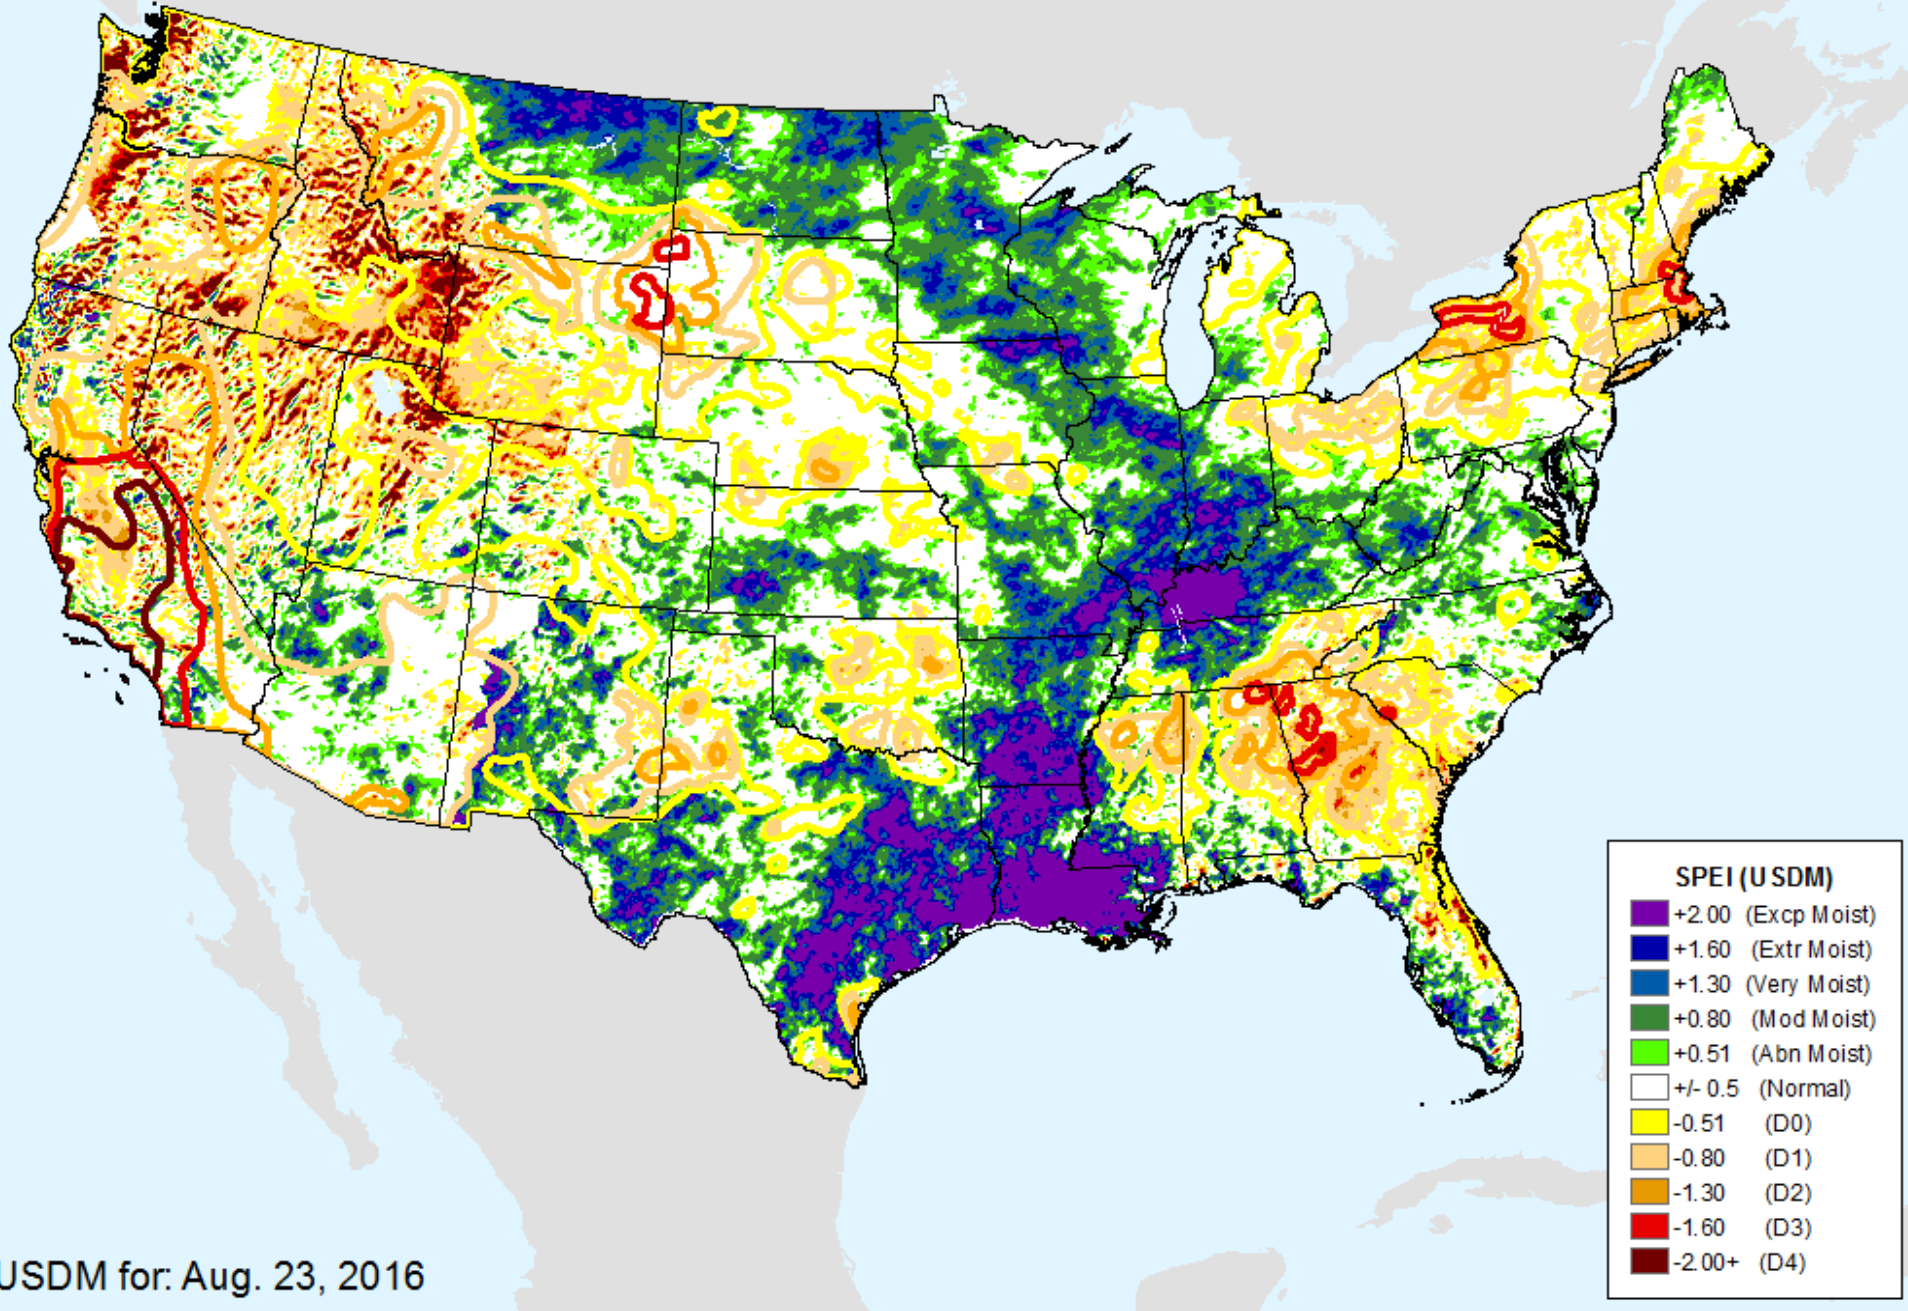 SPEI (USDM)
+2.00 (Excp Moist)
+1.60 (Extr Moist)
+1.30 (Very Moist)
+0.80 (Mod Moist)
+0.51 (Abn Moist)
+/- 0.5 (Normal)
-0.51 (D0)
-0.80 (D1)
-1.30 (D2)
-1.60 (D3)
-2.00+ (D4)
USDM for: Aug. 23, 2016